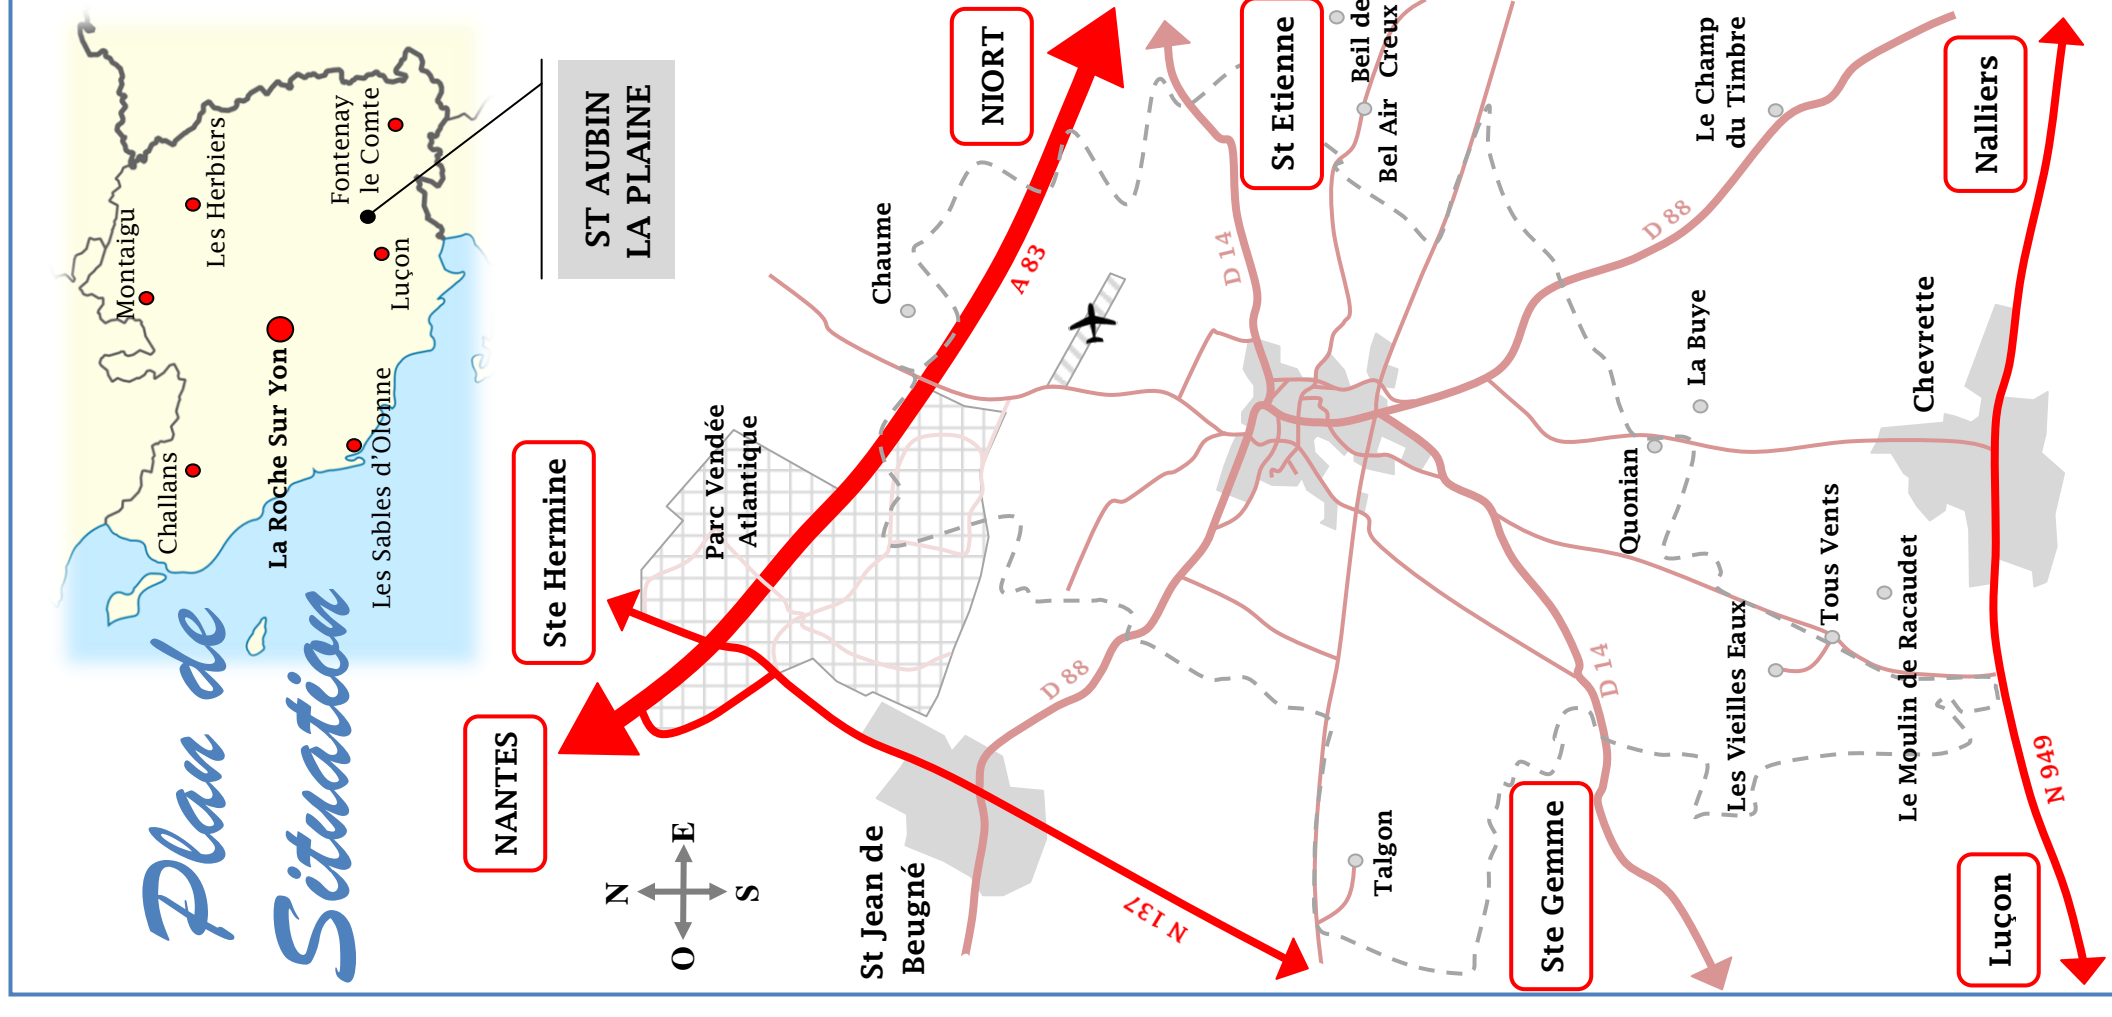 Plan de
Situation
Montaigu
Les Herbiers
Challans
La Roche Sur Yon
Fontenay
le Comte
Luçon
Les Sables d'Olonne
ST AUBIN
LA PLAINE
NANTES
Ste Hermine
NIORT
N
O
E
S
Parc Vendée
Atlantique
Chaume
A 83
St Jean de
Beugné
D 88
N 137
D 14
St Etienne
Beil de
Bel Air
Creux
Talgon
Ste Gemme
D 14
D 88
Le Champ
du Timbre
Quonian
La Buye
Les Vieilles Eaux
Tous Vents
Le Moulin de Racaudet
Chevrette
Nalliers
Luçon
N 949